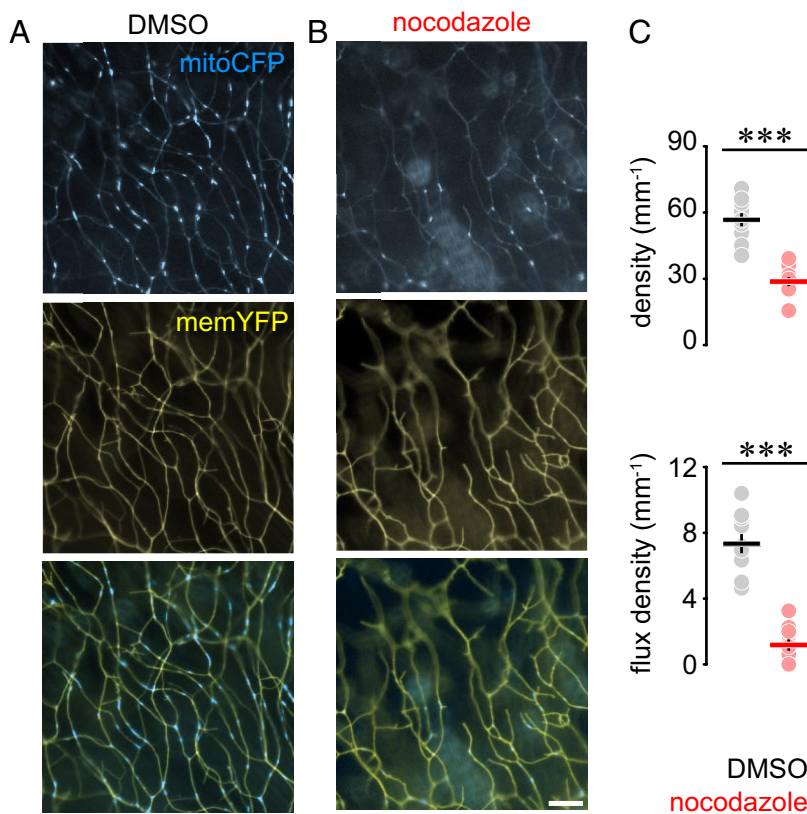 A
DMSO
B
nocodazole
C
mitoCFP
memYFP
***
density (mm-1)
90
60
30
0
***
flux density (mm-1)
12
8
4
0
DMSO
nocodazole